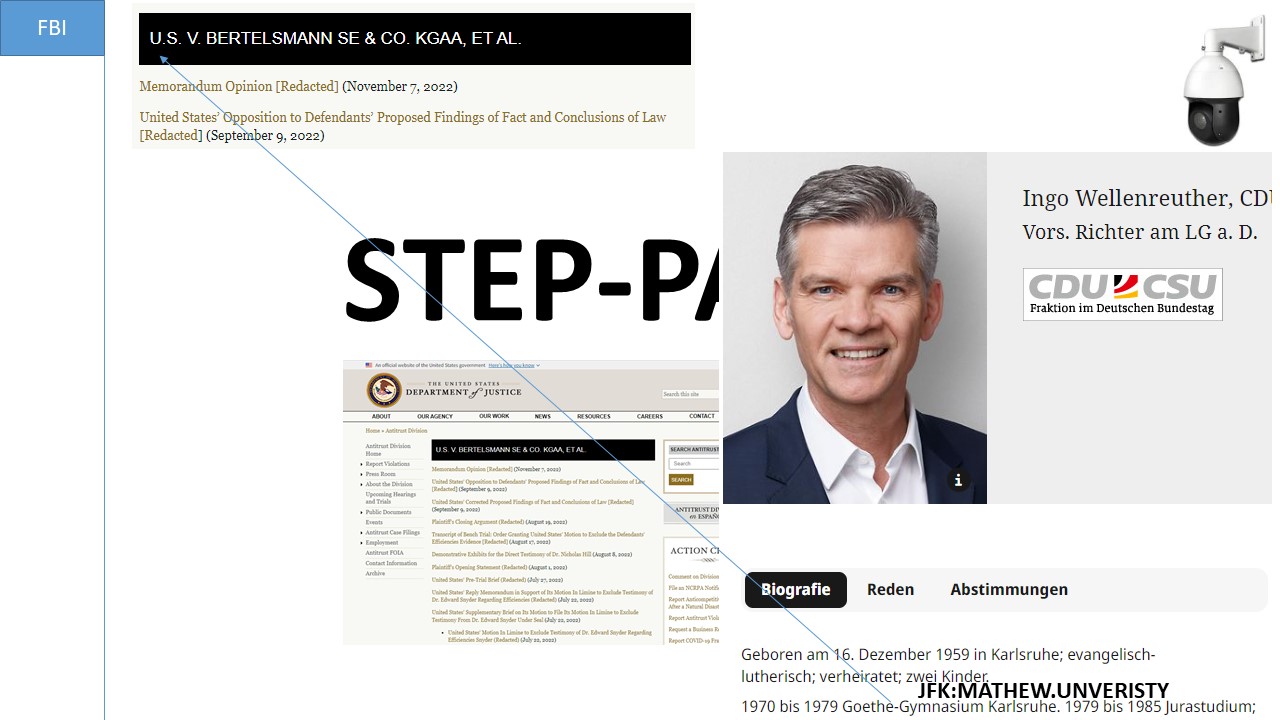 FBI
U.S. V. BERTELSMANN SE & CO. KGAA, ET AL.
Memorandum Opinion [Redacted] (November 7, 2022)
United States' Opposition to Defendants' Proposed Findings of Fact and Conclusions of Law
[Redacted] (September 9, 2022)
STEP-PA
Ingo Wellenreuther, CDU
Vors. Richter am LG a. D.
CDU CSU
Fraktion im Deutschen Bundestag
An official website of the United States government Here's how you know
THE UNITED STATES
DEPARTMENT of JUSTICE
Search this site
ABOUT OUR AGENCY OUR WORK NEWS RESOURCES CAREERS CONTACT
Home » Antitrust Division
Antitrust Division
Home
Report Violations
Press Room
About the Division
Upcoming Hearings
and Trials
Public Documents
Events
Antitrust Case Filings
Employment
Antitrust FOIA
Contact Information
Archive
U.S. V. BERTELSMANN SE & CO. KGAA, ET AL.
Memorandum Opinion [Redacted] (November 7, 2022)
United States' Opposition to Defendants' Proposed Findings of Fact and Conclusions of Law
[Redacted] (September 9, 2022)
United States' Corrected Proposed Findings of Fact and Conclusions of Law [Redacted]
(September 9, 2022)
Plaintiff's Closing Argument (Redacted) (August 19, 2022)
Transcript of Bench Trial: Order Granting United States' Motion to Exclude the Defendants'
Efficiencies Evidence [Redacted] (August 17, 2022)
Demonstrative Exhibits for the Direct Testimony of Dr. Nicholas Hill (August 8, 2022)
Plaintiff's Opening Statement (Redacted) (August 1, 2022)
United States' Pre-Trial Brief (Redacted) (July 27, 2022)
United States' Reply Memorandum in Support of Its Motion In Limine to Exclude Testimony of
Dr. Edward Snyder Regarding Efficiencies (Redacted) (July 22, 2022)
United States' Supplementary Brief on Its Motion to File Its Motion In Limine to Exclude
Testimony From Dr. Edward Snyder Under Seal (July 22, 2022)
United States' Motion In Limine to Exclude Testimony of Dr. Edward Snyder Regarding
Efficiencies Snyder (Redacted) (July 22, 2022)
SEARCH ANTITRUST
Search
SEARCH
ANTITRUST DI
en ESPAÑ
ACTION CE
Comment on Division
File an NCRPA Notifi
Report Anticompetiti
After a Natural Disas
Report Antitrust Viol
Request a Business R
Report COVID-19 Fra
Biografie Reden Abstimmungen
Geboren am 16. Dezember 1959 in Karlsruhe; evangelisch-
lutherisch; verheiratet; zwei Kinder.
JFK:MATHEW.UNVERISTY
1970 bis 1979 Goethe-Gymnasium Karlsruhe. 1979 bis 1985 Jurastudium;